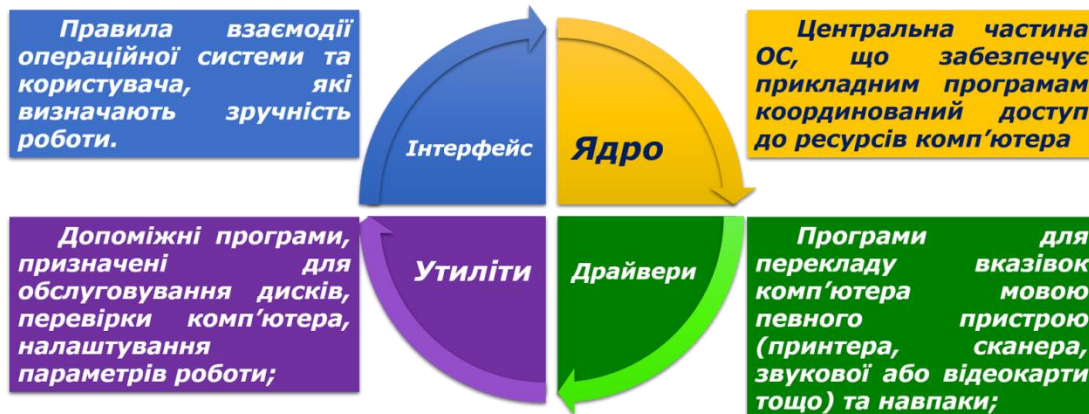 Правила взаємодії
операційної системи та
користувача, які
визначають зручність
роботи.
Інтерфейс
Ядро
Центральна частина
ОС, що забезпечує
прикладним програмам
координований доступ
до ресурсів комп’ютера
Допоміжні програми,
призначені для
обслуговування дисків,
перевірки комп’ютера,
налаштування
параметрів роботи;
Утиліти
Драйвери
Програми для
перекладу вказівок
комп’ютера мовою
певного пристрою
(принтера, сканера,
звукової або відеокарти
тощо) та навпаки;